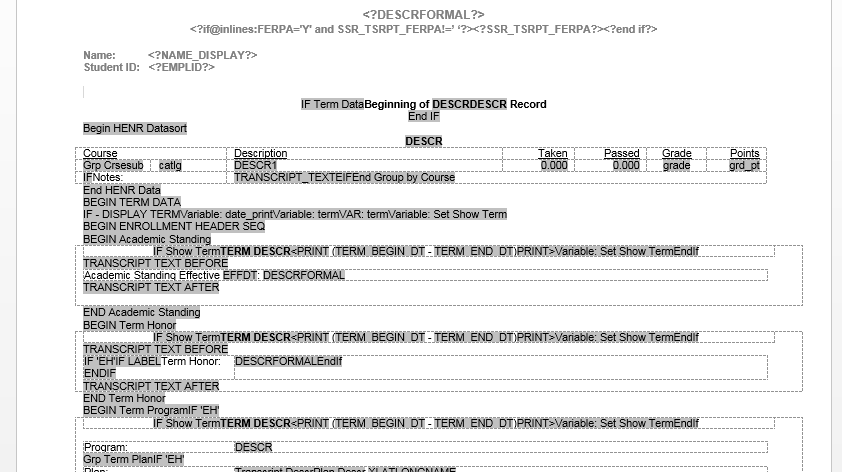 <?DESCRFORMAL?>
<?if@inlines:FERPA='Y' and SSR_TSRPT_FERPA!=' '?><?SSR_TSRPT_FERPA?><?end if?>
Name: <?NAME_DISPLAY?>
Student ID: <?EMPLID?>
IF Term DataBeginning of DESCRDESCR Record
End IF
Begin HENR Datasort
DESCR
Course Description Taken Passed Grade Points
Grp Crsesub catlg DESCR1 0.000 0.000 grade grd_pt
IFNotes: TRANSCRIPT_TEXTEIFEnd Group by Course
End HENR Data
BEGIN TERM DATA
IF - DISPLAY TERMVariable: date_printVariable: termVAR: termVariable: Set Show Term
BEGIN ENROLLMENT HEADER SEQ
BEGIN Academic Standing
IF Show TermTERM DESCR<PRINT (TERM_BEGIN_DT - TERM_END_DT)PRINT>Variable: Set Show TermEndIf
TRANSCRIPT TEXT BEFORE
Academic Standing Effective EFFDT: DESCRFORMAL
TRANSCRIPT TEXT AFTER
END Academic Standing
BEGIN Term Honor
IF Show TermTERM DESCR<PRINT (TERM_BEGIN_DT - TERM_END_DT)PRINT>Variable: Set Show TermEndIf
TRANSCRIPT TEXT BEFORE
IF 'EH'IF LABELTerm Honor: DESCRFORMALEndIf
ENDIF
TRANSCRIPT TEXT AFTER
END Term Honor
BEGIN Term ProgramIF 'EH'
IF Show TermTERM DESCR<PRINT (TERM_BEGIN_DT - TERM_END_DT)PRINT>Variable: Set Show TermEndIf
Program: DESCR
Grp Term PlanIF 'EH'
Plan: Transcript DescrPlan Descr XLATLONGNAME